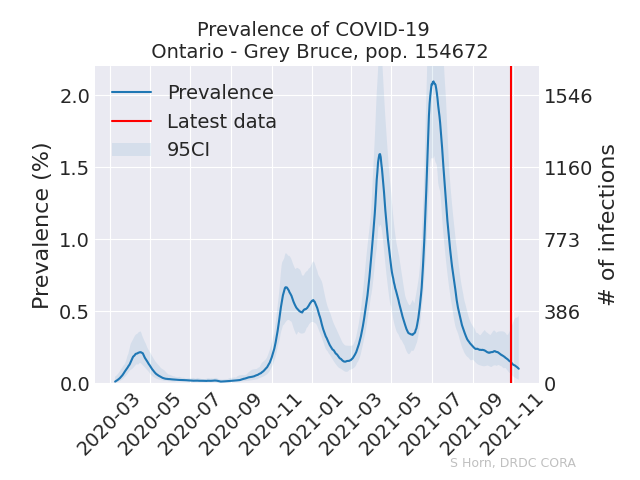 Prevalence of COVID-19
Ontario - Grey Bruce, pop. 154672
Prevalence
Latest data
95CI
Prevalence (%)
2.0
1.5
1.0
0.5
0.0
# of infections
1546
1160
773
386
0
2020-03
2020-05
2020-07
2020-09
2020-11
2021-01
2021-03
2021-05
2021-07
2021-09
2021-11
S Horn, DRDC CORA